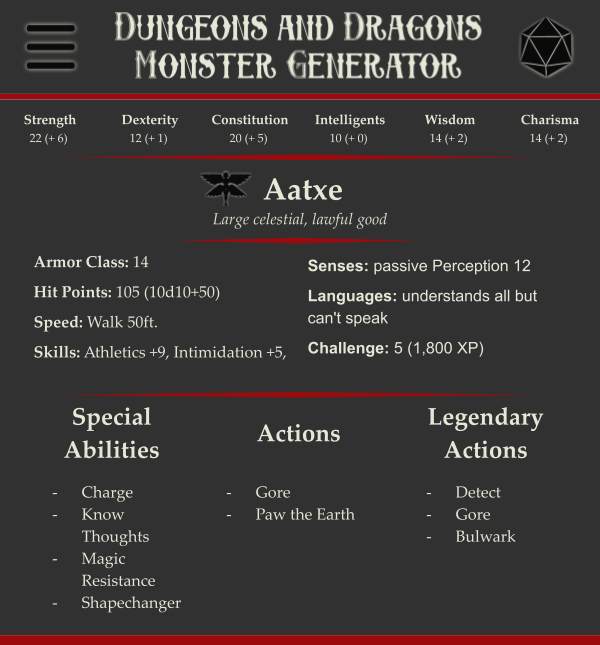 Dungeons and Dragons
Monster Generator
Strength Dexterity Constitution Intelligents Wisdom Charisma
22 (+ 6) 12 (+ 1) 20 (+ 5) 10 (+ 0) 14 (+ 2) 14 (+ 2)
Aatxe
Large celestial, lawful good
Armor Class: 14
Hit Points: 105 (10d10+50)
Speed: Walk 50ft.
Skills: Athletics +9, Intimidation +5,
Senses: passive Perception 12
Languages: understands all but
can't speak
Challenge: 5 (1,800 XP)
Special
Abilities
- Charge
- Know
Thoughts
- Magic
Resistance
- Shapechanger
Actions
- Gore
- Paw the Earth
Legendary
Actions
- Detect
- Gore
- Bulwark